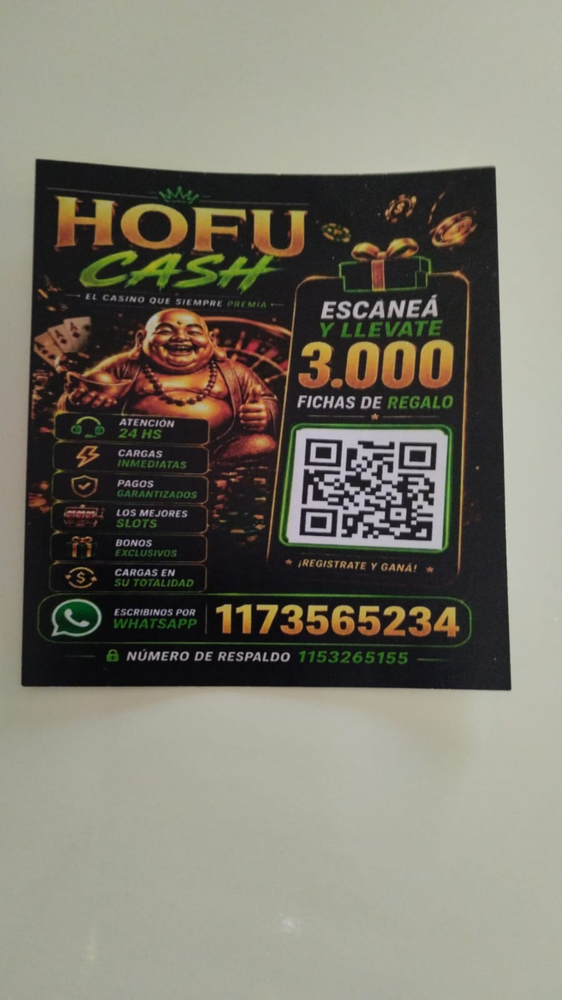 HOFU
CASH
EL CASINO QUE SIEMPRE PREMIA
ESCANEÁ
Y LLEVATE
3.000
FICHAS DE REGALO
ATENCIÓN
24 HS
CARGAS
INMEDIATAS
PAGOS
GARANTIZADOS
LOS MEJORES
SLOTS
BONOS
EXCLUSIVOS
CARGAS EN
SU TOTALIDAD
¡REGISTRATE Y GANÁ!
ESCRIBINOS POR
WHATSAPP
1173565234
NÚMERO DE RESPALDO 1153265155